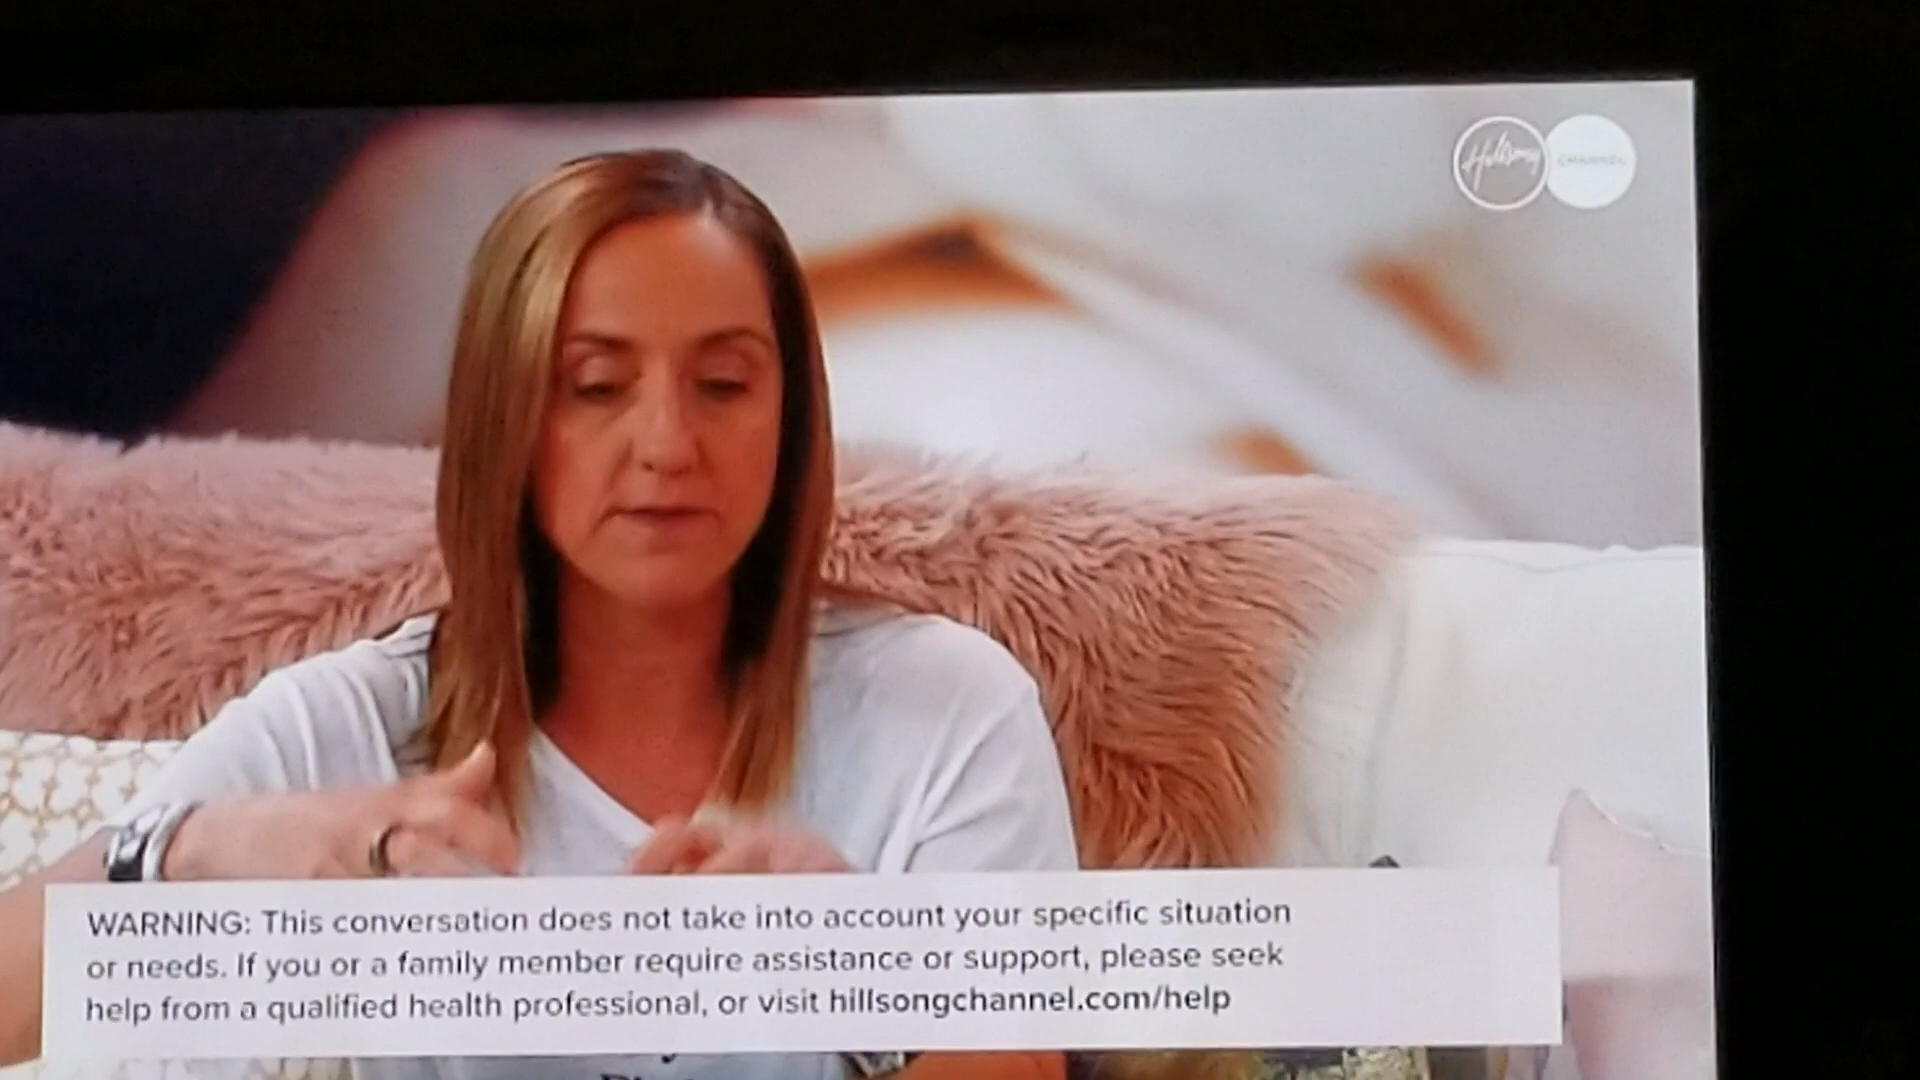 Hillsong CHANNEL
WARNING: This conversation does not take into account your specific situation
or needs. If you or a family member require assistance or support, please seek
help from a qualified health professional, or visit hillsongchannel.com/help